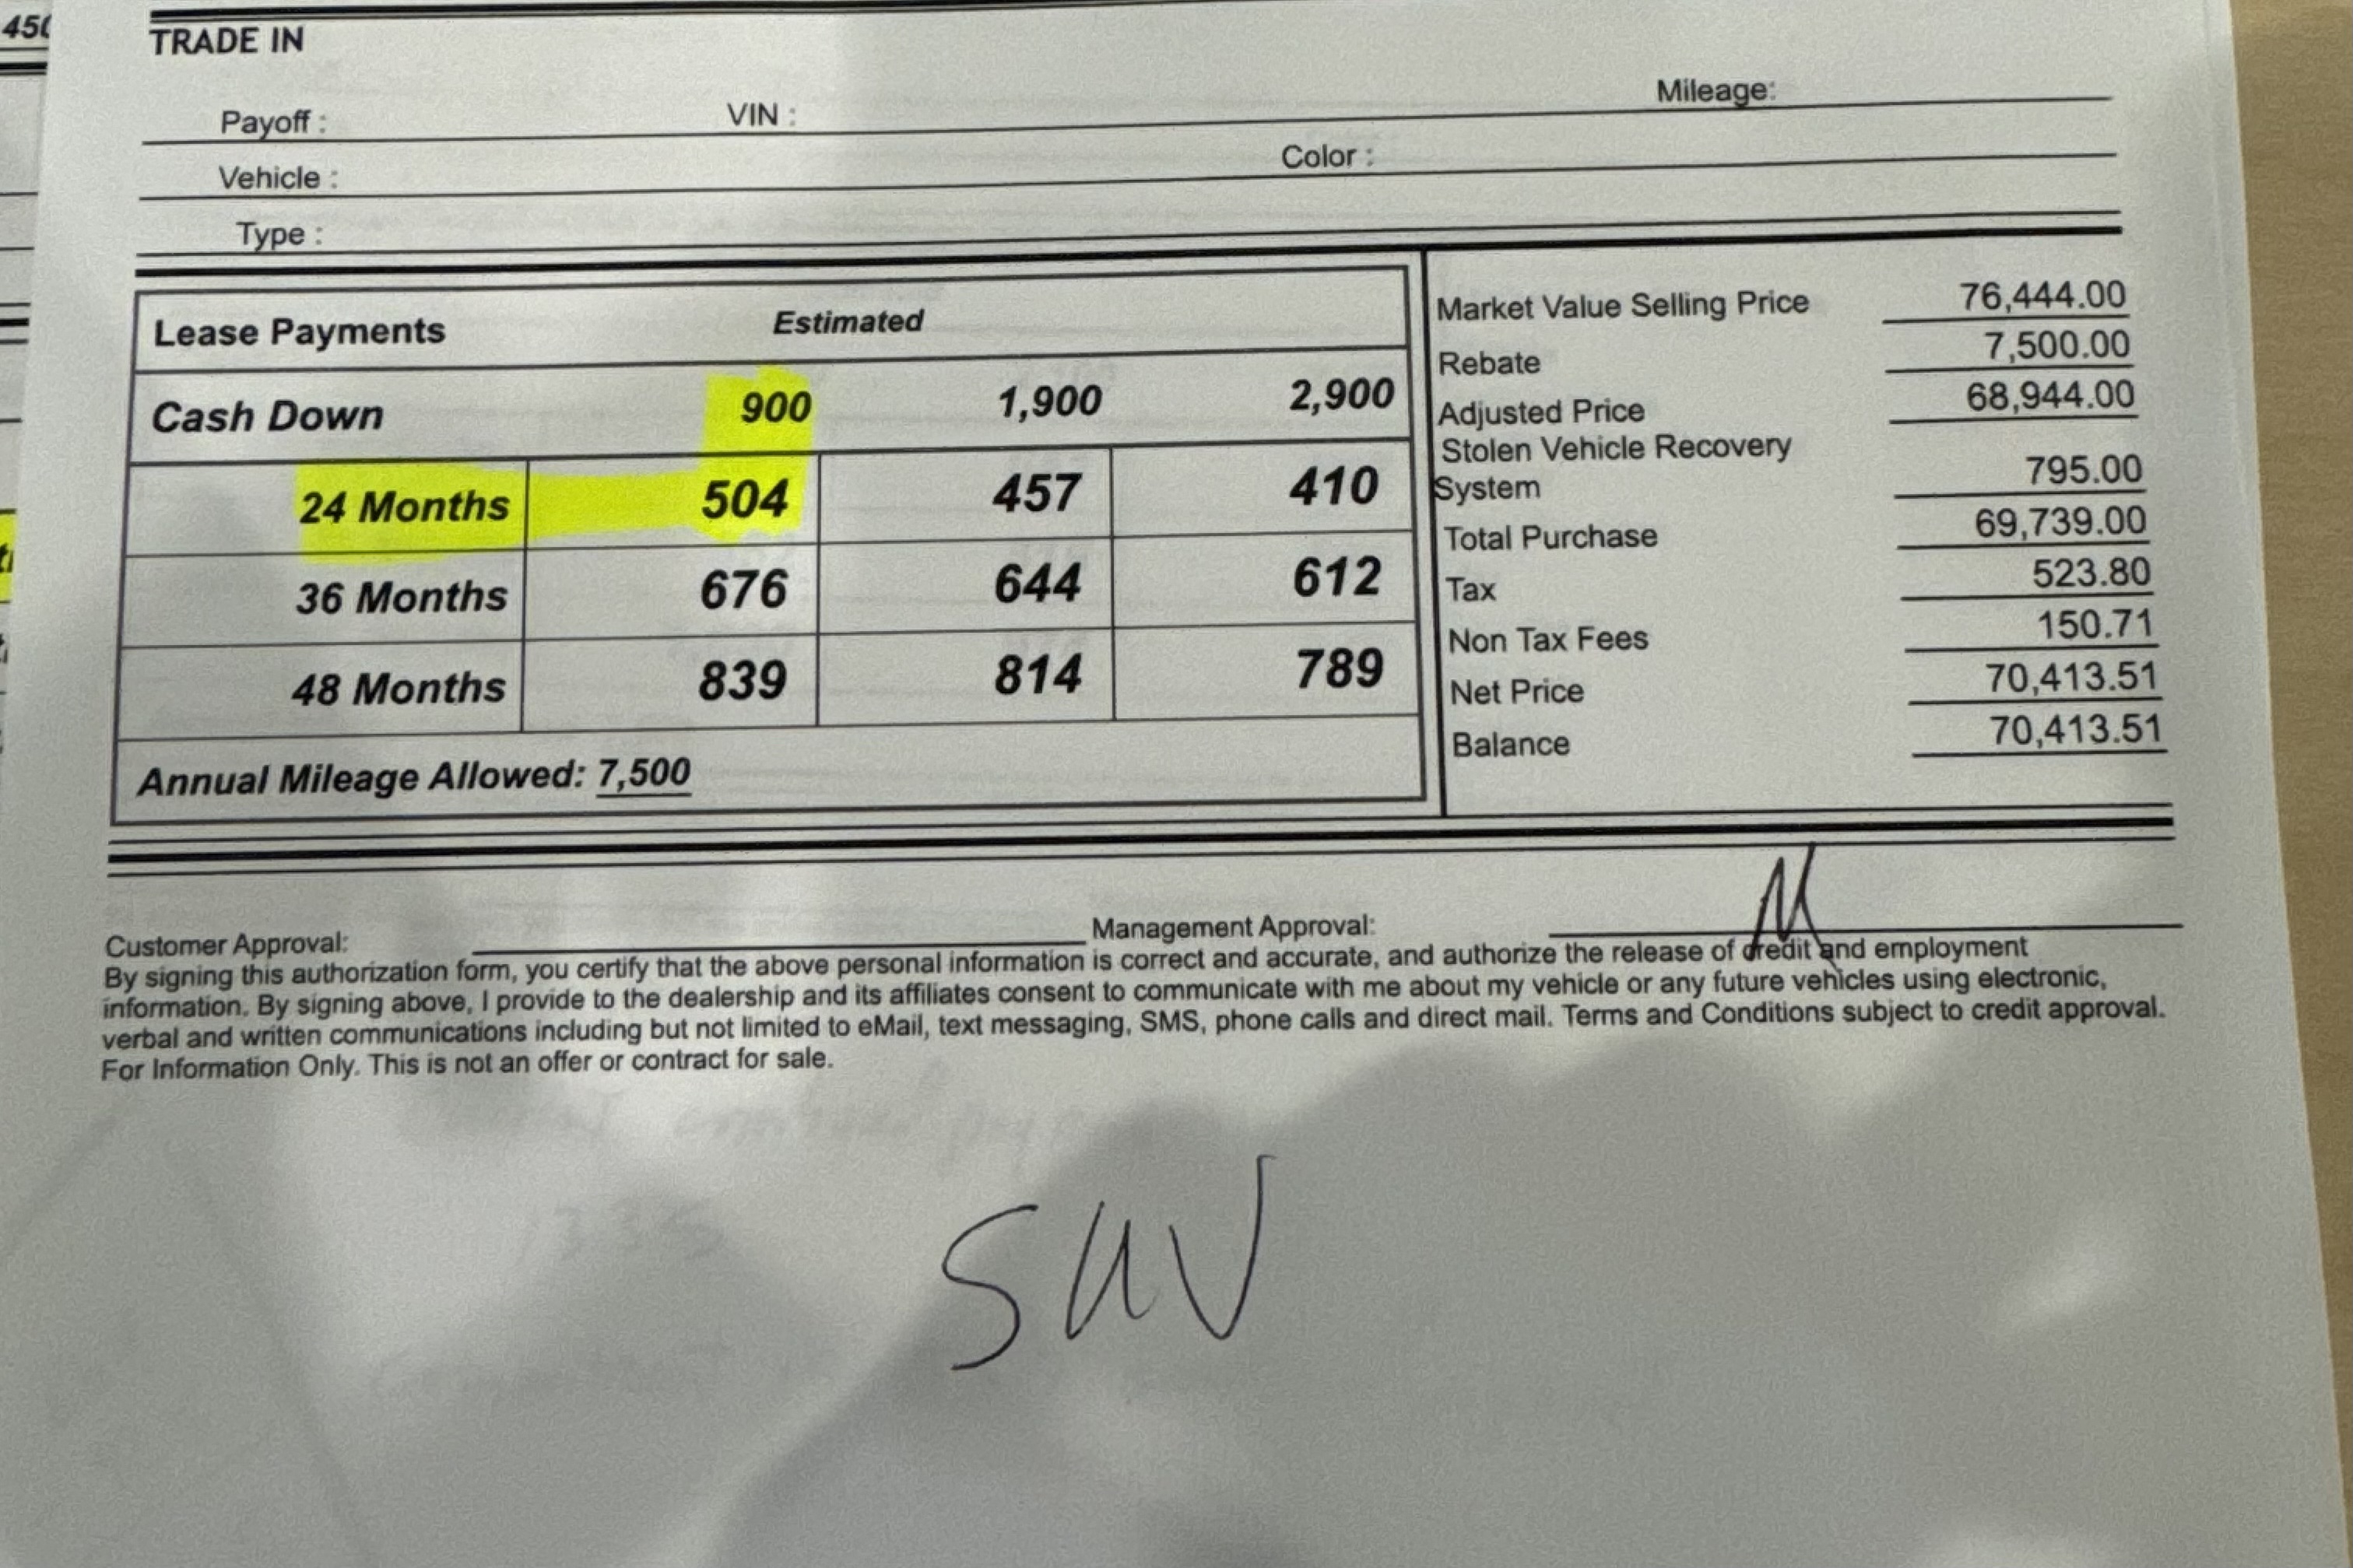 450
TRADE IN
Payoff : VIN : Mileage:
Vehicle : Color :
Type :
Lease Payments Estimated
Cash Down 900 1,900 2,900
24 Months 504 457 410
36 Months 676 644 612
48 Months 839 814 789
Annual Mileage Allowed: 7,500
Market Value Selling Price 76,444.00
Rebate 7,500.00
Adjusted Price 68,944.00
Stolen Vehicle Recovery
System 795.00
Total Purchase 69,739.00
Tax 523.80
Non Tax Fees 150.71
Net Price 70,413.51
Balance 70,413.51
Customer Approval: Management Approval:
By signing this authorization form, you certify that the above personal information is correct and accurate, and authorize the release of credit and employment
information. By signing above, I provide to the dealership and its affiliates consent to communicate with me about my vehicle or any future vehicles using electronic,
verbal and written communications including but not limited to eMail, text messaging, SMS, phone calls and direct mail. Terms and Conditions subject to credit approval.
For Information Only. This is not an offer or contract for sale.
SUV